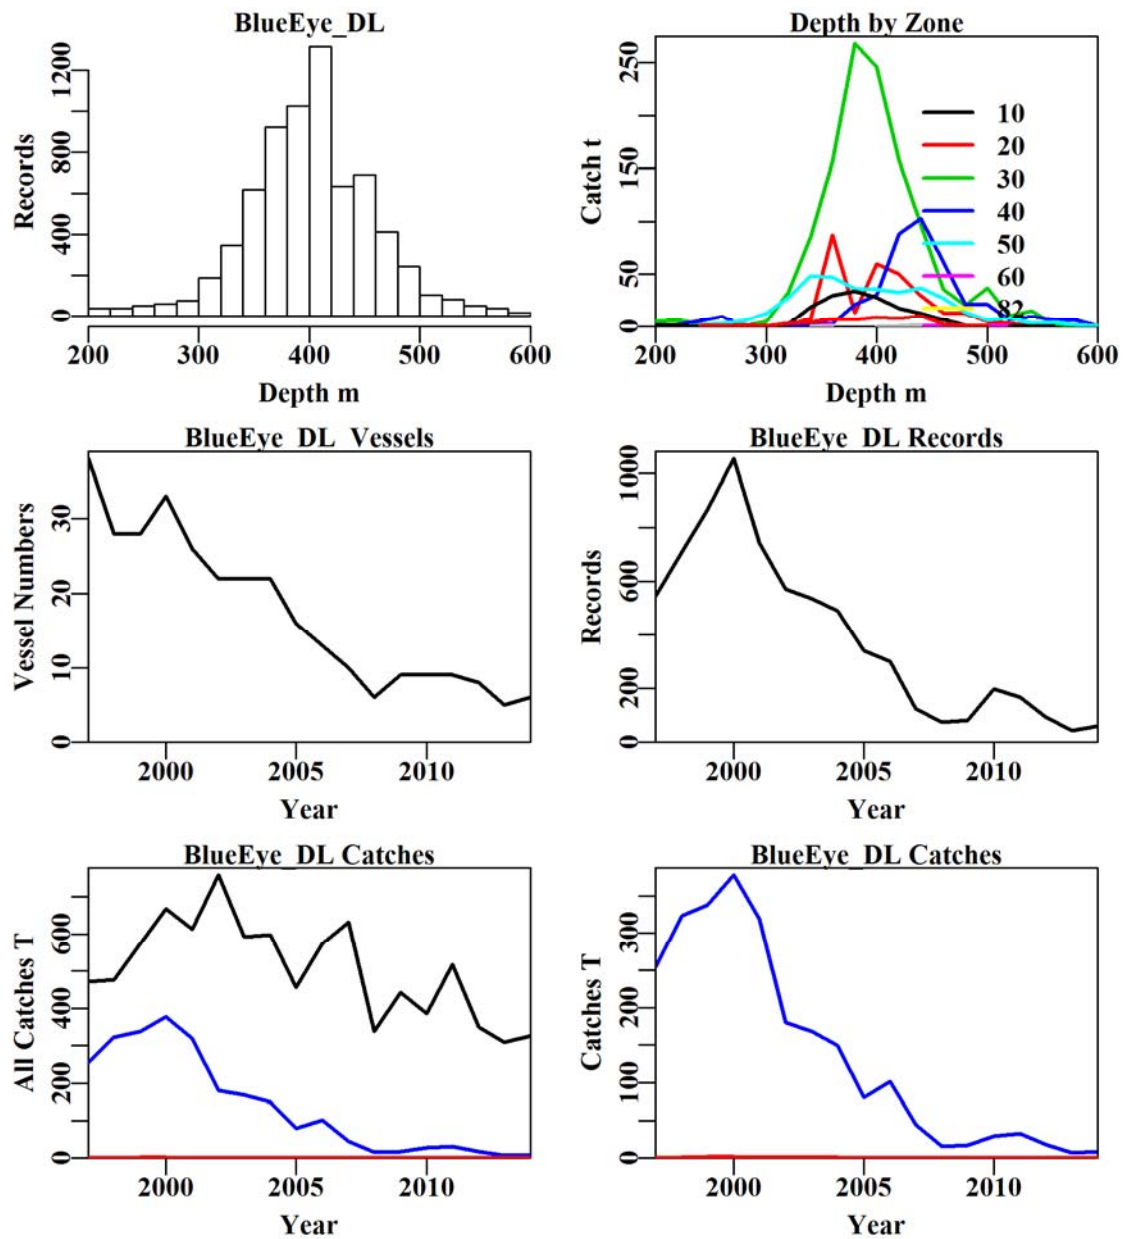 BlueEye_DL
Records
1200
800
400
0
200 300 400 500 600
Depth m
Depth by Zone
Catch t
250
150
50
0
10
20
30
40
50
60
82
200 300 400 500 600
Depth m
BlueEye_DL_Vessels
Vessel Numbers
30
20
10
0
2000 2005 2010
Year
BlueEye_DL Records
Records
1000
600
200
0
2000 2005 2010
Year
BlueEye_DL Catches
All Catches T
600
400
200
0
2000 2005 2010
Year
BlueEye_DL Catches
Catches T
300
200
100
0
2000 2005 2010
Year